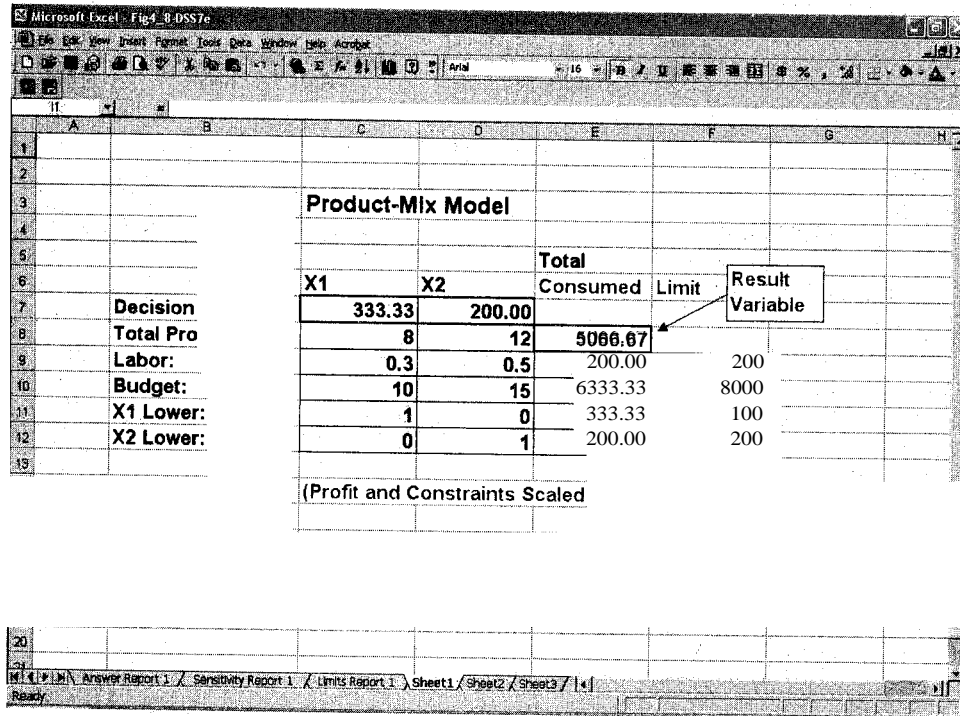 Microsoft Excel - Fig4_8-DSS7e
File Edit View Insert Format Tools Data Window Help Acrobat
Arial 16 B I U $ % ,
I1 =
A B C D E F G H
1
2
3 Product-Mix Model
4
5 Total
6 X1 X2 Consumed Limit
Result
Variable
7 Decision 333.33 200.00
8 Total Pro 8 12 5066.67
9 Labor: 0.3 0.5 200.00 200
10 Budget: 10 15 6333.33 8000
11 X1 Lower: 1 0 333.33 100
12 X2 Lower: 0 1 200.00 200
13
(Profit and Constraints Scaled
20
Answer Report 1 / Sensitivity Report 1 / Limits Report 1 \ Sheet1 / Sheet2 / Sheet3 /
Ready